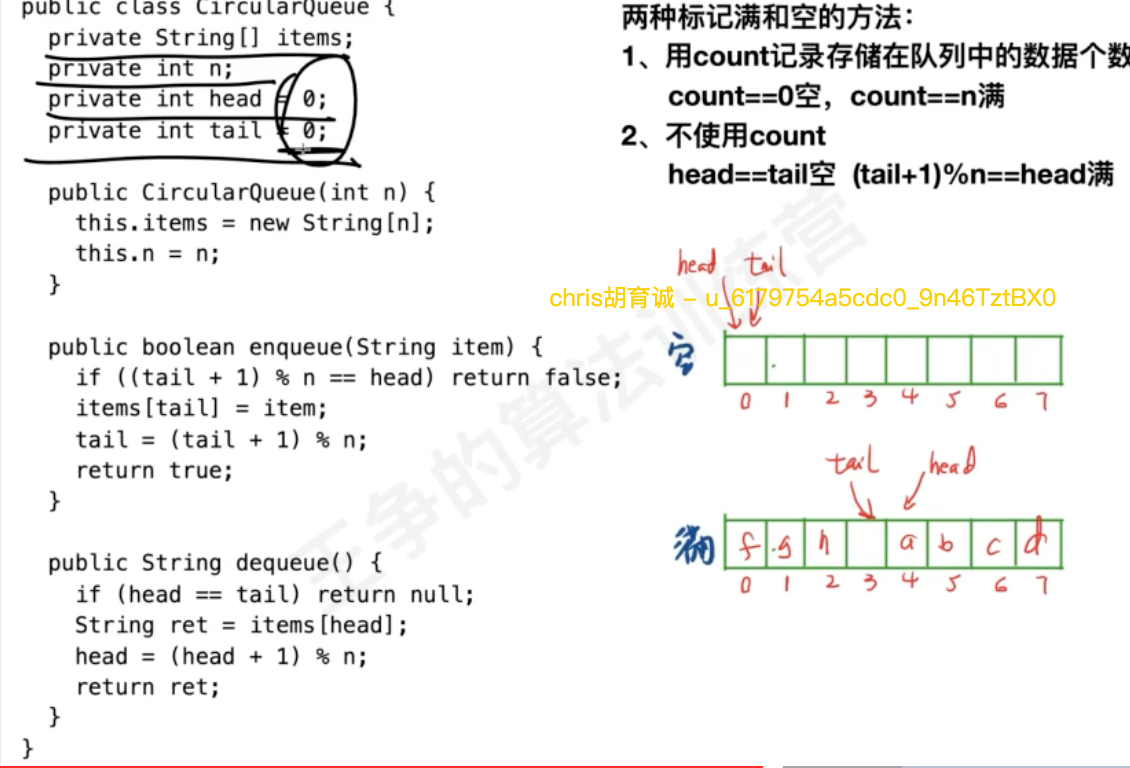 public class CircularQueue {
private String[] items;
private int n;
private int head = 0;
private int tail = 0;
public CircularQueue(int n) {
this.items = new String[n];
this.n = n;
}
public boolean enqueue(String item) {
if ((tail + 1) % n == head) return false;
items[tail] = item;
tail = (tail + 1) % n;
return true;
}
public String dequeue() {
if (head == tail) return null;
String ret = items[head];
head = (head + 1) % n;
return ret;
}
}
两种标记满和空的方法：
1、用count记录存储在队列中的数据个数
count==0空，count==n满
2、不使用count
head==tail空 (tail+1)%n==head满
head tail
chris胡育诚 – u_6179754a5cdc0_9n46TztBX0
空
0 1 2 3 4 5 6 7
tail head
满 f g h a b c d
0 1 2 3 4 5 6 7
王争的算法训练营